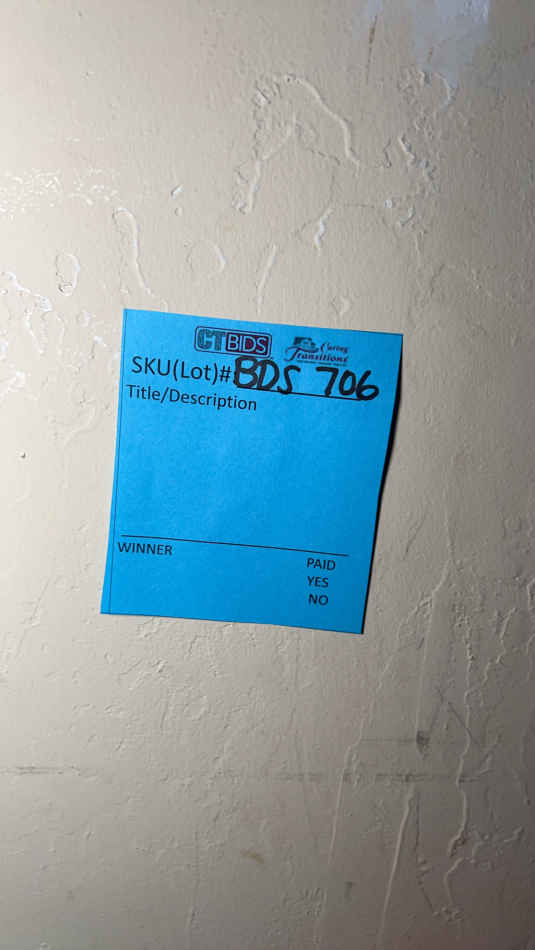 CTBIDS
Caring
Transitions
SKU(Lot)# BDS 706
Title/Description
WINNER
PAID
YES
NO